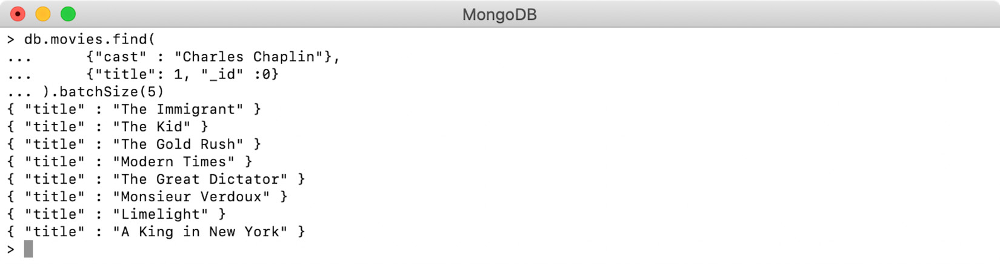 MongoDB
> db.movies.find(
...      {"cast" : "Charles Chaplin"},
...      {"title": 1, "_id" :0}
... ).batchSize(5)
{ "title" : "The Immigrant" }
{ "title" : "The Kid" }
{ "title" : "The Gold Rush" }
{ "title" : "Modern Times" }
{ "title" : "The Great Dictator" }
{ "title" : "Monsieur Verdoux" }
{ "title" : "Limelight" }
{ "title" : "A King in New York" }
>